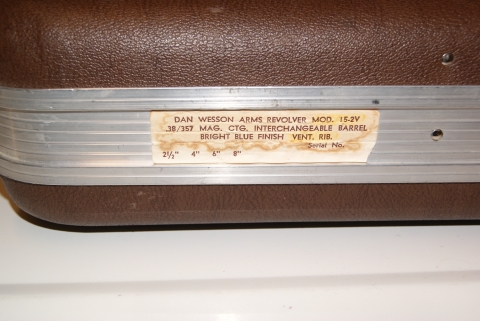 DAN WESSON ARMS REVOLVER MOD. 15-2V
.38/357 MAG. CTG. INTERCHANGEABLE BARREL
BRIGHT BLUE FINISH VENT. RIB.
Serial No.
2½" 4" 6" 8"